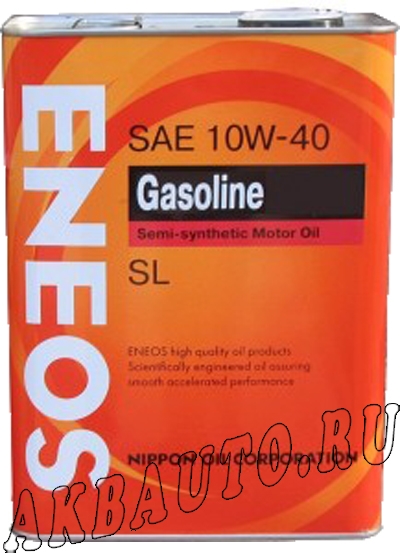 ENEOS
SAE 10W-40
Gasoline
Semi-synthetic Motor Oil
SL
ENEOS high quality oil products
Scientifically engineered oil assuring
smooth accelerated performance
NIPPON OIL CORPORATION
AKBAUTO.RU